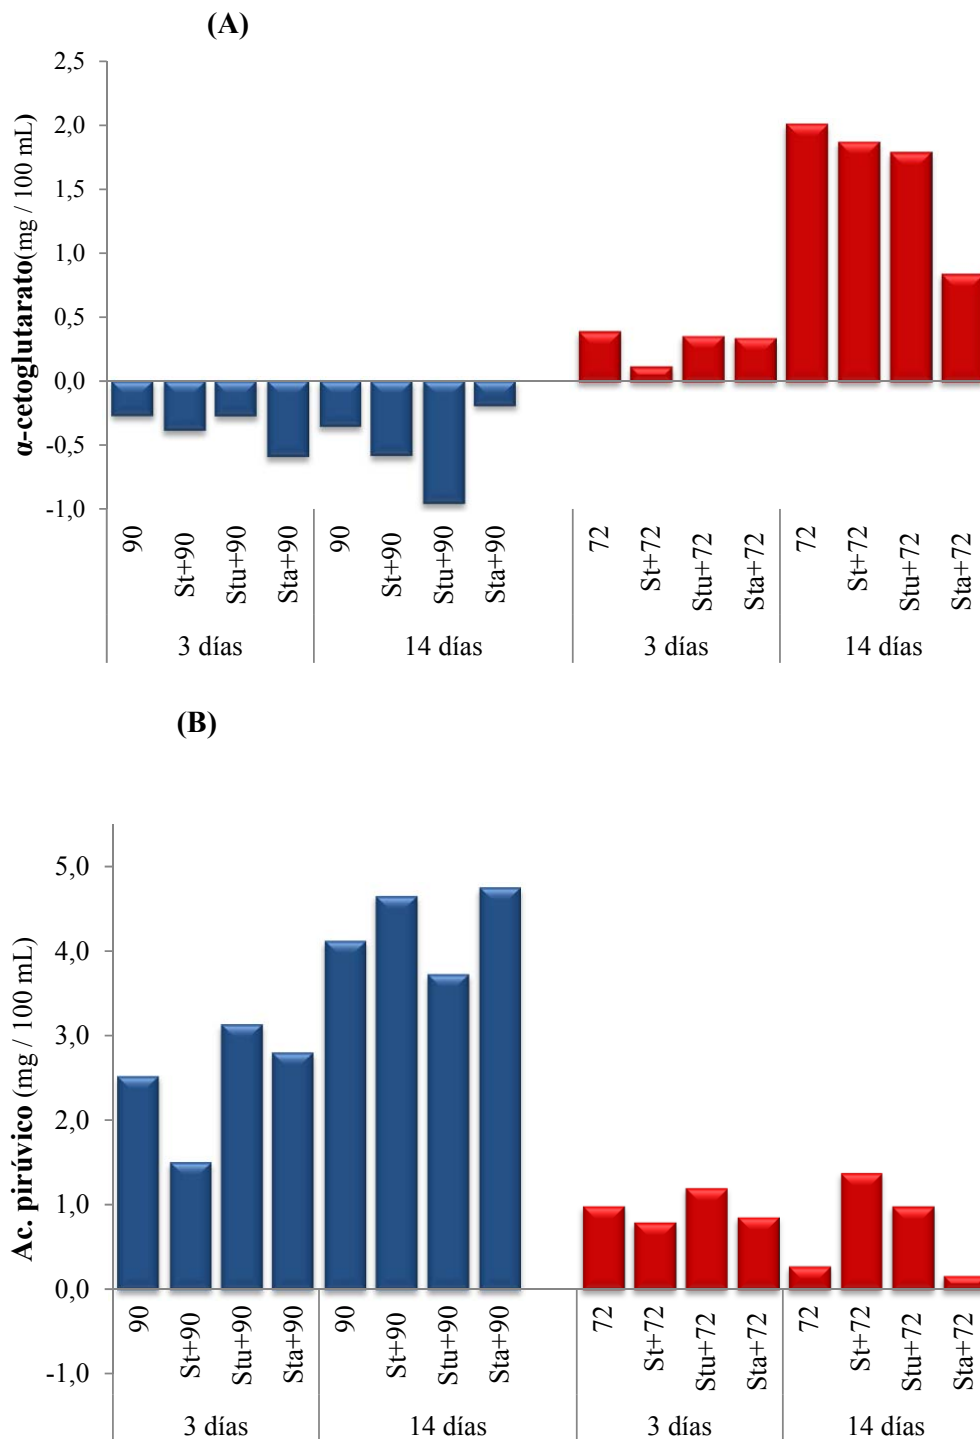 (A)
α-cetoglutarato(mg / 100 mL)
2,5
2,0
1,5
1,0
0,5
0,0
-0,5
-1,0
90 St+90 Stu+90 Sta+90 90 St+90 Stu+90 Sta+90 72 St+72 Stu+72 Sta+72 72 St+72 Stu+72 Sta+72
3 días 14 días 3 días 14 días
(B)
Ac. pirúvico (mg / 100 mL)
5,0
4,0
3,0
2,0
1,0
0,0
-1,0
90 St+90 Stu+90 Sta+90 90 St+90 Stu+90 Sta+90 72 St+72 Stu+72 Sta+72 72 St+72 Stu+72 Sta+72
3 días 14 días 3 días 14 días